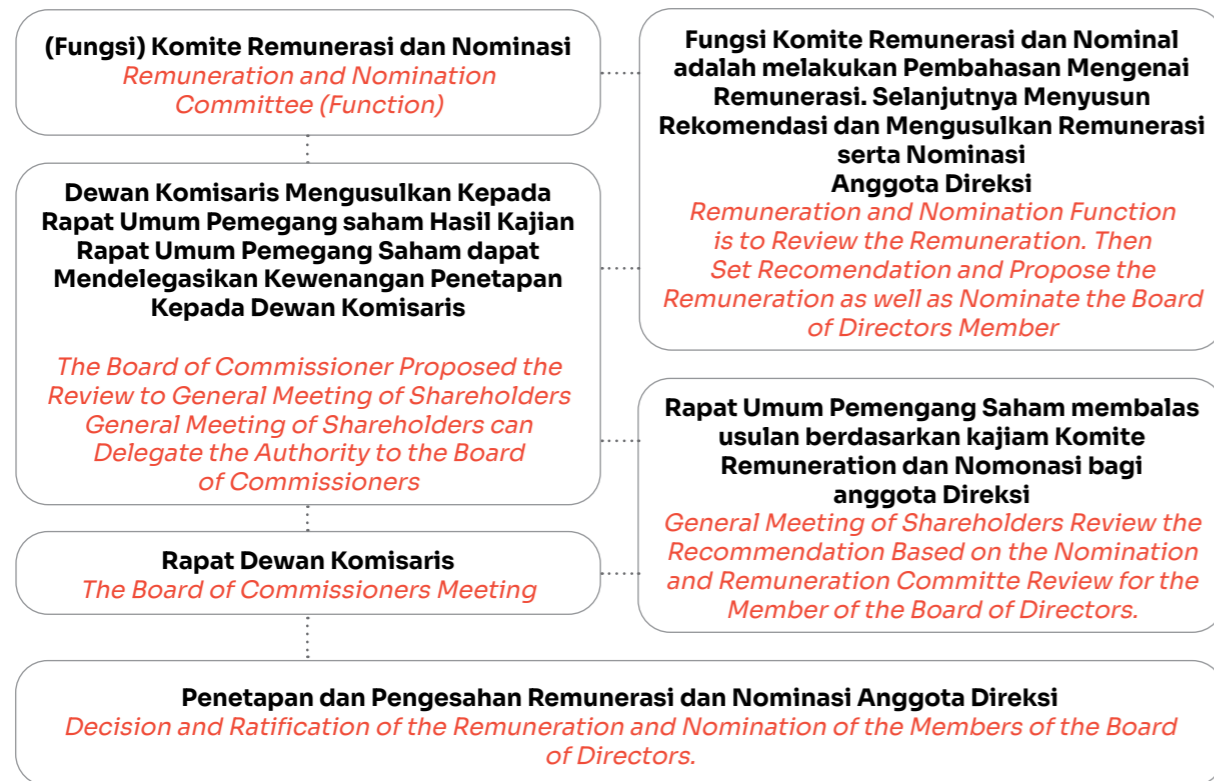 (Fungsi) Komite Remunerasi dan Nominasi
Remuneration and Nomination
Committee (Function)
Fungsi Komite Remunerasi dan Nominal
adalah melakukan Pembahasan Mengenai
Remunerasi. Selanjutnya Menyusun
Rekomendasi dan Mengusulkan Remunerasi
serta Nominasi
Anggota Direksi
Remuneration and Nomination Function
is to Review the Remuneration. Then
Set Recomendation and Propose the
Remuneration as well as Nominate the Board
of Directors Member
Dewan Komisaris Mengusulkan Kepada
Rapat Umum Pemegang saham Hasil Kajian
Rapat Umum Pemegang Saham dapat
Mendelegasikan Kewenangan Penetapan
Kepada Dewan Komisaris
The Board of Commissioner Proposed the
Review to General Meeting of Shareholders
General Meeting of Shareholders can
Delegate the Authority to the Board
of Commissioners
Rapat Umum Pemengang Saham membalas
usulan berdasarkan kajiam Komite
Remuneration dan Nomonasi bagi
anggota Direksi
General Meeting of Shareholders Review the
Recommendation Based on the Nomination
and Remuneration Committe Review for the
Member of the Board of Directors.
Rapat Dewan Komisaris
The Board of Commissioners Meeting
Penetapan dan Pengesahan Remunerasi dan Nominasi Anggota Direksi
Decision and Ratification of the Remuneration and Nomination of the Members of the Board
of Directors.